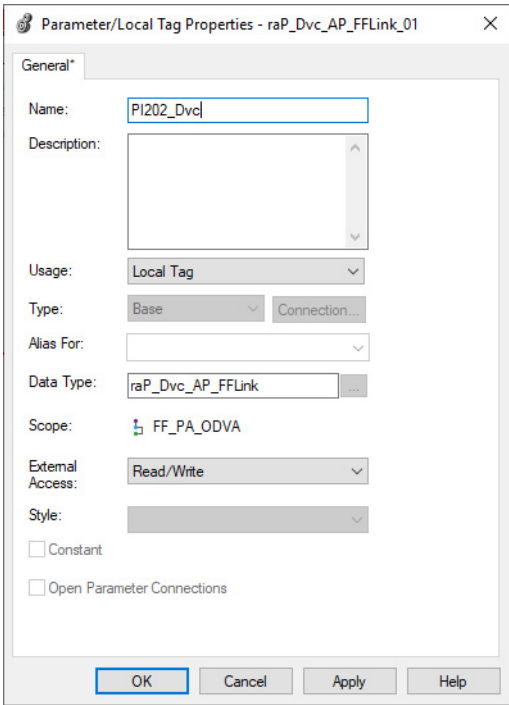 Parameter/Local Tag Properties - raP_Dvc_AP_FFLink_01
General*
Name: PI202_Dvc
Description:
Usage: Local Tag
Type: Base Connection...
Alias For:
Data Type: raP_Dvc_AP_FFLink ...
Scope: FF_PA_ODVA
External
Access: Read/Write
Style:
Constant
Open Parameter Connections
OK Cancel Apply Help